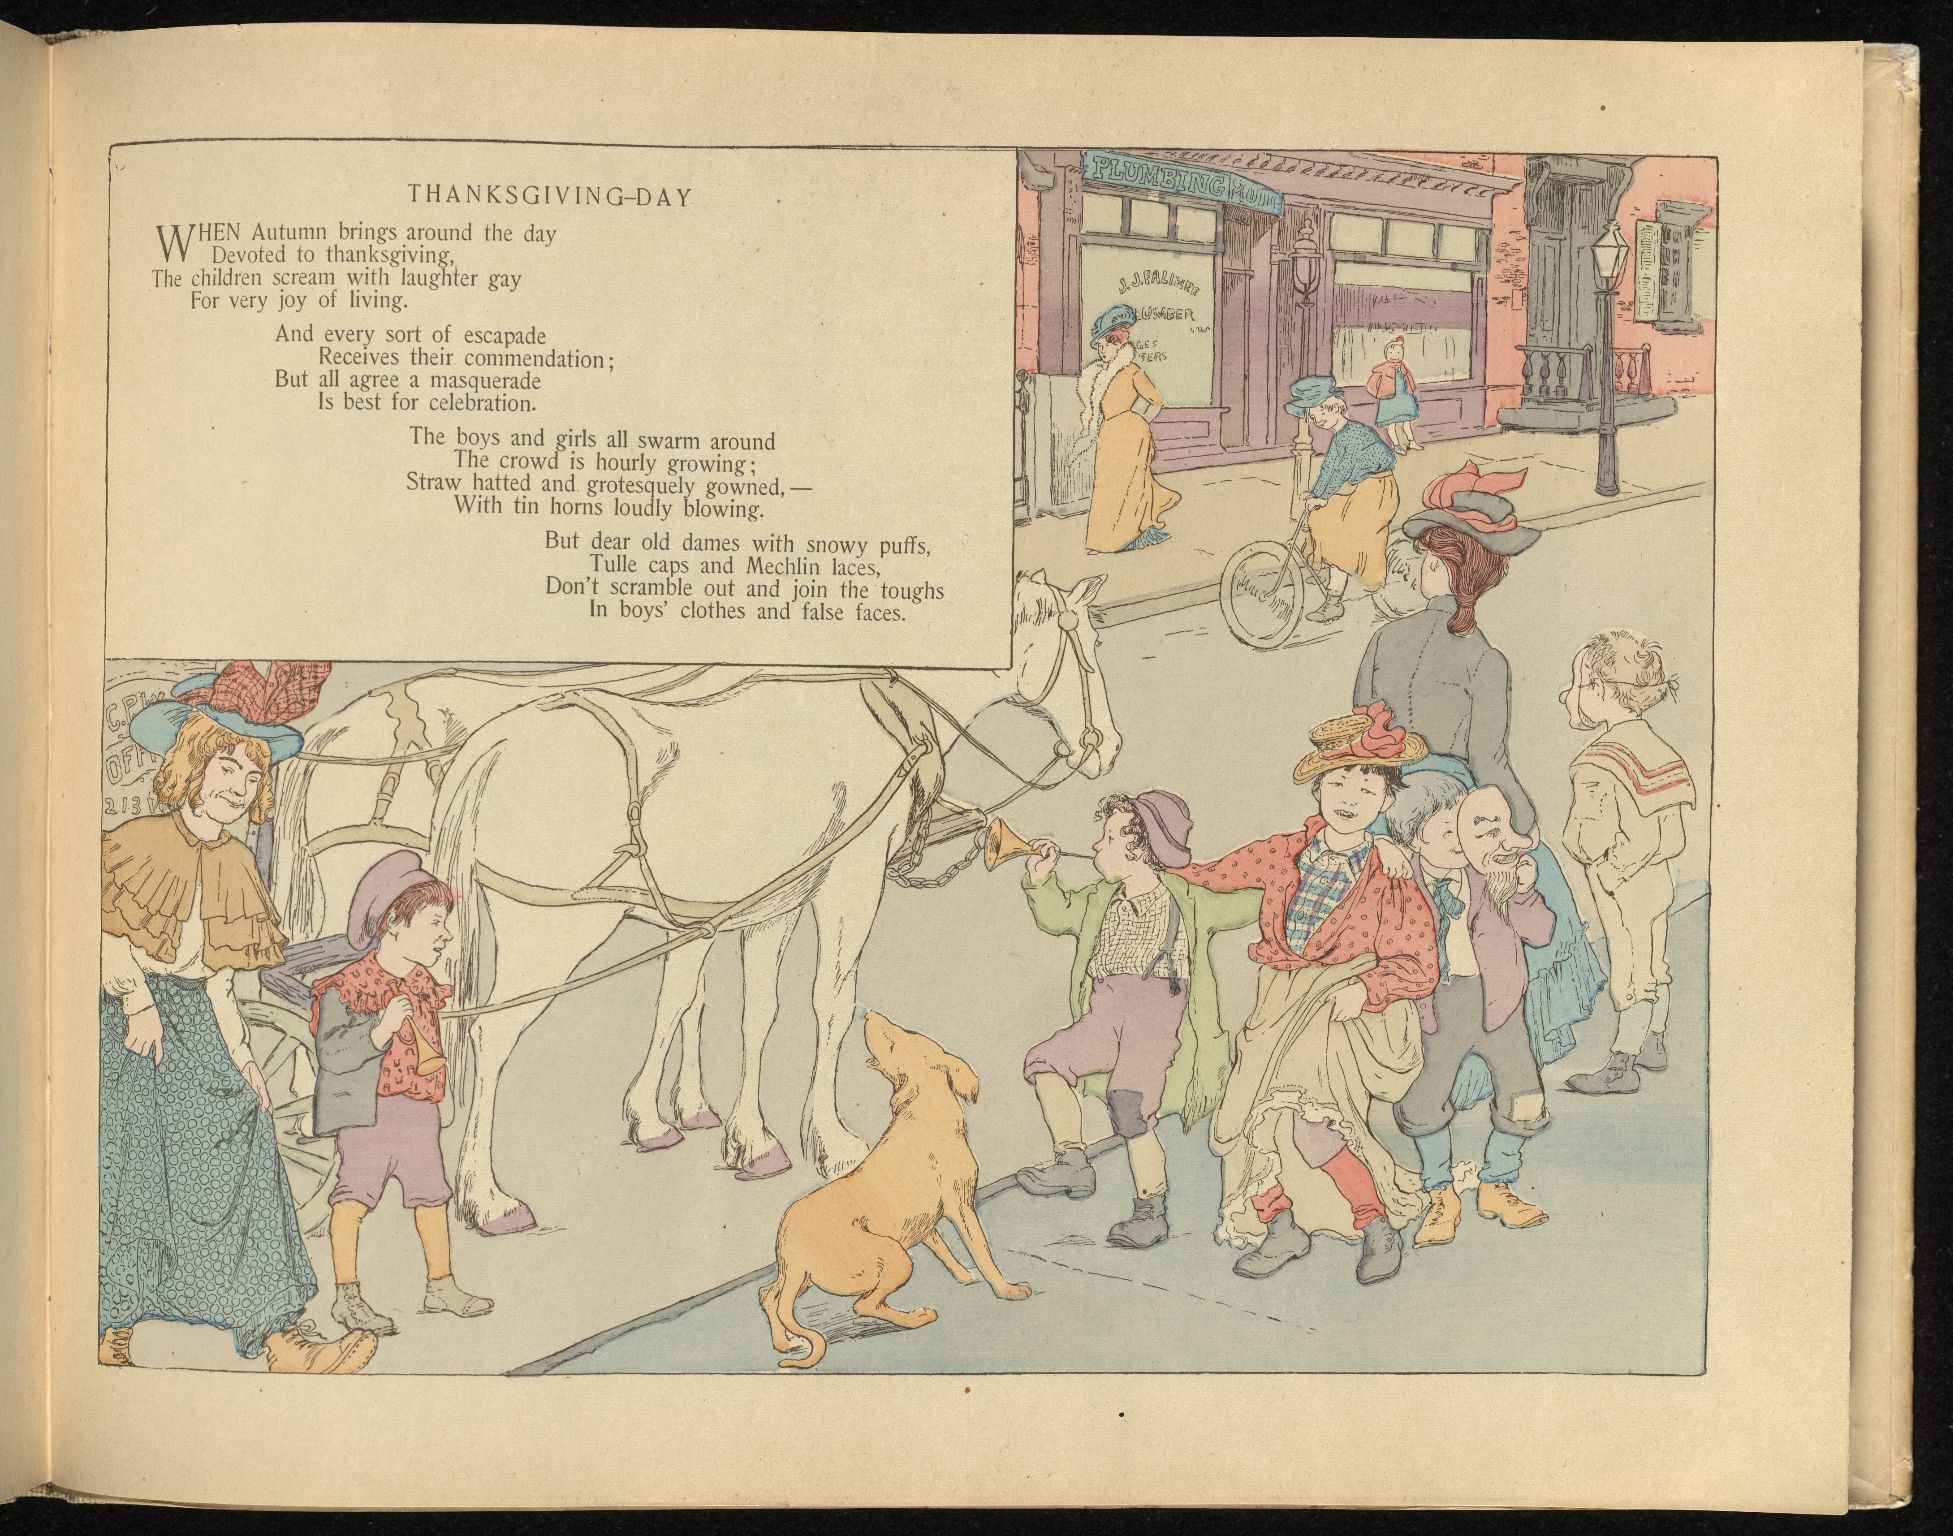 THANKSGIVING-DAY
WHEN Autumn brings around the day
Devoted to thanksgiving,
The children scream with laughter gay
For very joy of living.
And every sort of escapade
Receives their commendation;
But all agree a masquerade
Is best for celebration.
The boys and girls all swarm around
The crowd is hourly growing;
Straw hatted and grotesquely gowned,—
With tin horns loudly blowing.
But dear old dames with snowy puffs,
Tulle caps and Mechlin laces,
Don't scramble out and join the toughs
In boys' clothes and false faces.
PLUMBING
J. J. FALIHEE
LUMBER
GES
TERS
213